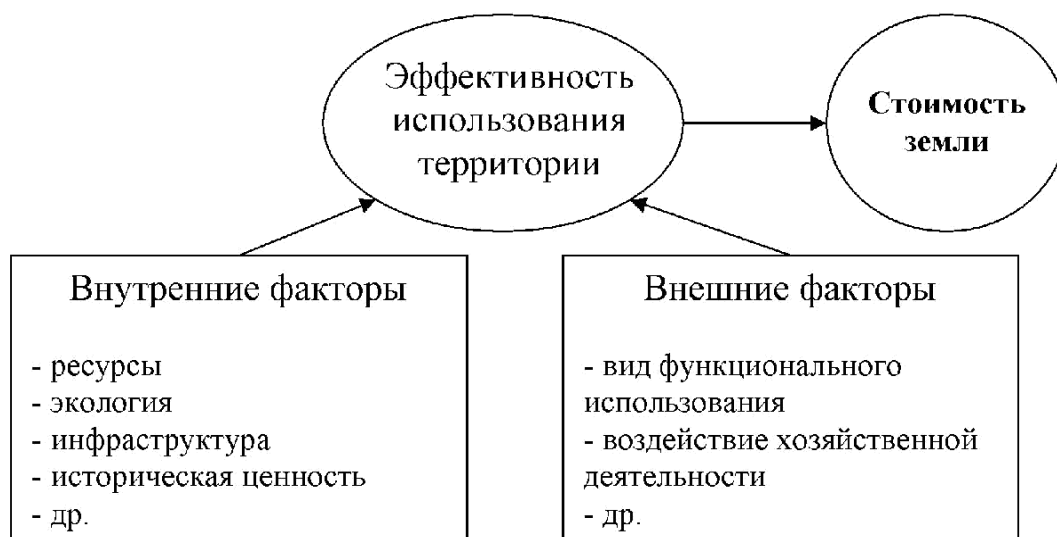 Эффективность
использования
территории
Стоимость
земли
Внутренние факторы
- ресурсы
- экология
- инфраструктура
- историческая ценность
- др.
Внешние факторы
- вид функционального
использования
- воздействие хозяйственной
деятельности
- др.